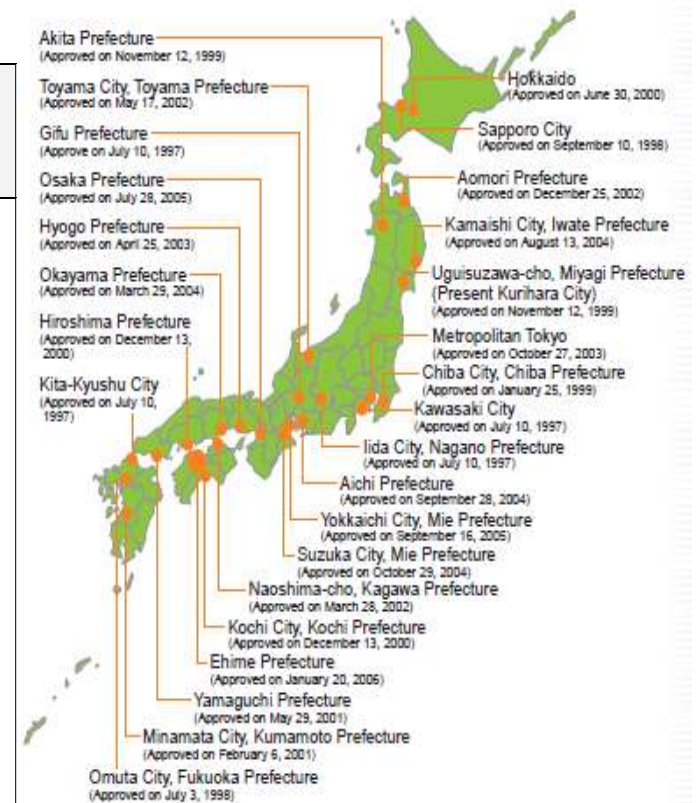 Akita Prefecture
(Approved on November 12, 1999)
Toyama City, Toyama Prefecture
(Approved on May 17, 2002)
Gifu Prefecture
(Approve on July 10, 1997)
Osaka Prefecture
(Approved on July 28, 2005)
Hyogo Prefecture
(Approved on April 25, 2003)
Okayama Prefecture
(Approved on March 29, 2004)
Hiroshima Prefecture
(Approved on December 13,
2000)
Kita-Kyushu City
(Approved on July 10,
1997)
Hokkaido
(Approved on June 30, 2000)
Sapporo City
(Approved on September 10, 1998)
Aomori Prefecture
(Approved on December 25, 2002)
Kamaishi City, Iwate Prefecture
(Approved on August 13, 2004)
Uguisuzawa-cho, Miyagi Prefecture
(Present Kurihara City)
(Approved on November 12, 1999)
Metropolitan Tokyo
(Approved on October 27, 2003)
Chiba City, Chiba Prefecture
(Approved on January 25, 1999)
Kawasaki City
(Approved on July 10, 1997)
Iida City, Nagano Prefecture
(Approved on July 10, 1997)
Aichi Prefecture
(Approved on September 28, 2004)
Yokkaichi City, Mie Prefecture
(Approved on September 16, 2005)
Suzuka City, Mie Prefecture
(Approved on October 29, 2004)
Naoshima-cho, Kagawa Prefecture
(Approved on March 28, 2002)
Kochi City, Kochi Prefecture
(Approved on December 13, 2000)
Ehime Prefecture
(Approved on January 20, 2006)
Yamaguchi Prefecture
(Approved on May 29, 2001)
Minamata City, Kumamoto Prefecture
(Approved on February 6, 2001)
Omuta City, Fukuoka Prefecture
(Approved on July 3, 1998)